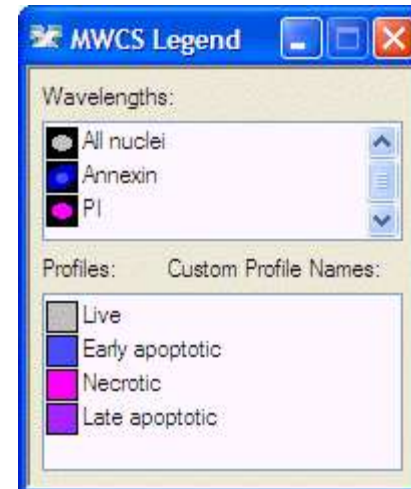 MWCS Legend
Wavelengths:
All nuclei
Annexin
PI
Profiles: Custom Profile Names:
Live
Early apoptotic
Necrotic
Late apoptotic